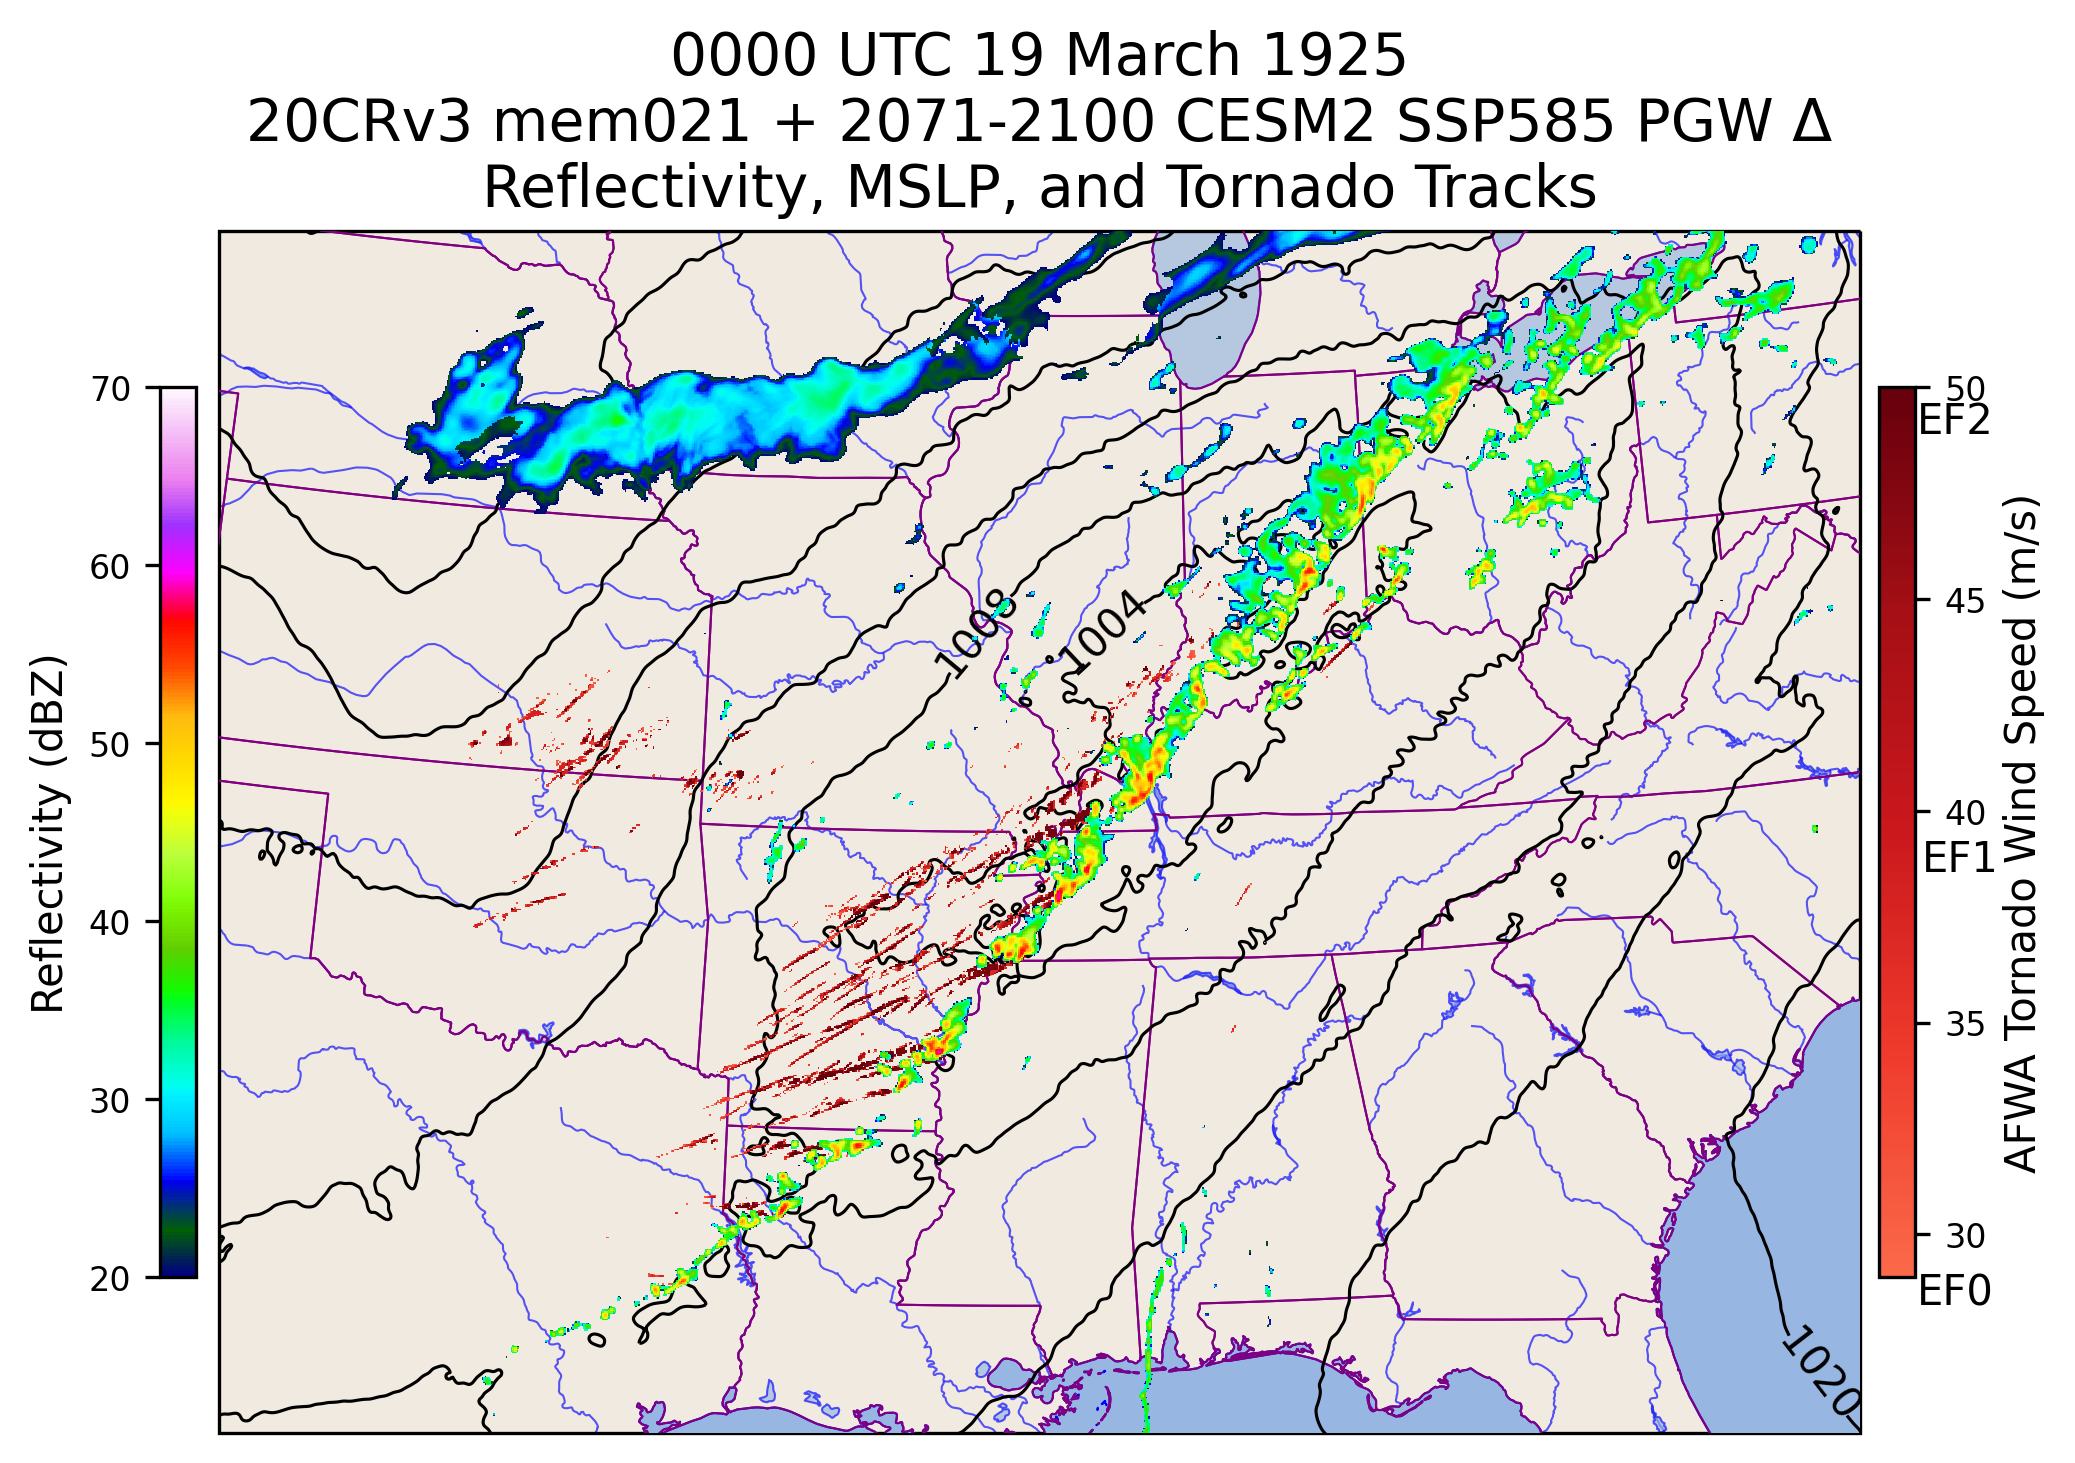 0000 UTC 19 March 1925
20CRv3 mem021 + 2071-2100 CESM2 SSP585 PGW Δ
Reflectivity, MSLP, and Tornado Tracks
Reflectivity (dBZ)
70
60
50
40
30
20
1008
1004
1020
50
EF2
45
40
EF1
35
30
EF0
AFWA Tornado Wind Speed (m/s)